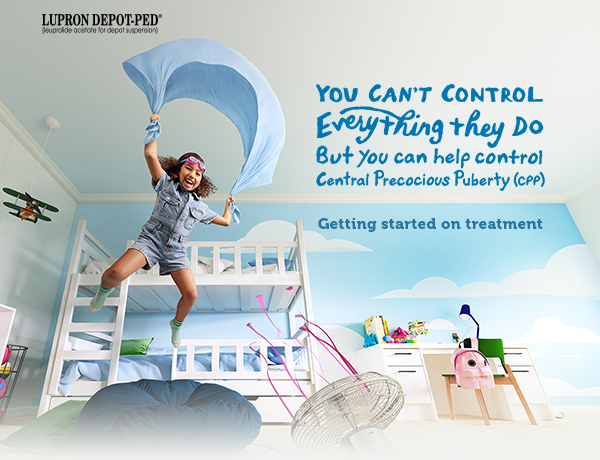 LUPRON DEPOT-PED®
(leuprolide acetate for depot suspension)
You Can't Control
Everything they Do
But you can help control
Central Precocious Puberty (CPP)
Getting started on treatment